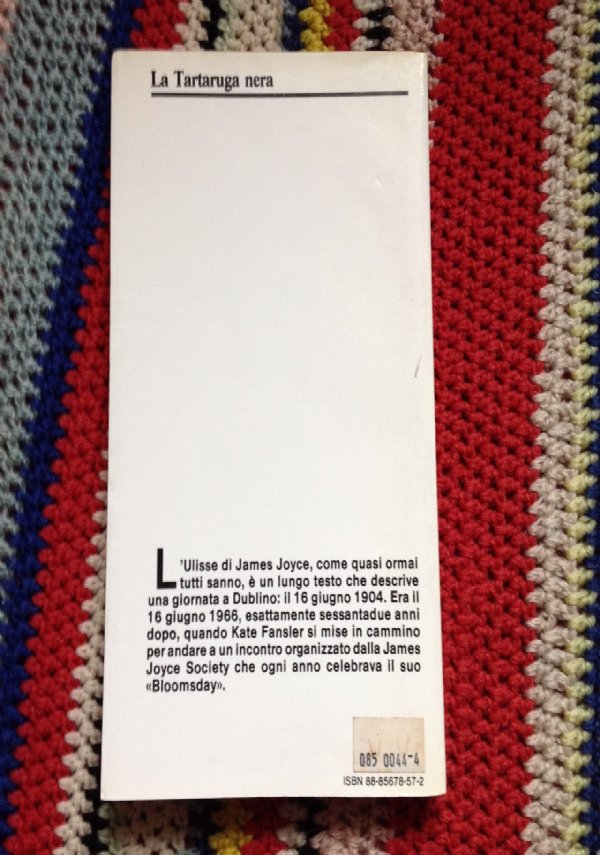 La Tartaruga nera
L'Ulisse di James Joyce, come quasi ormai
tutti sanno, è un lungo testo che descrive
una giornata a Dublino: il 16 giugno 1904. Era il
16 giugno 1966, esattamente sessantadue anni
dopo, quando Kate Fansler si mise in cammino
per andare a un incontro organizzato dalla James
Joyce Society che ogni anno celebrava il suo
«Bloomsday».
085 0044-4
ISBN 88-85678-57-2